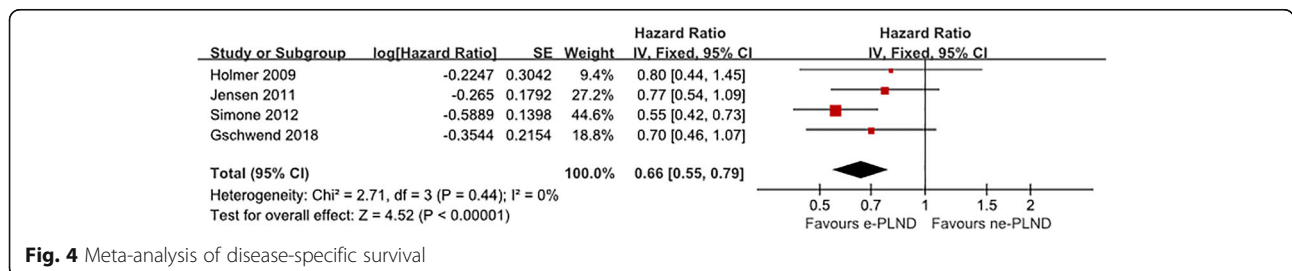 Hazard Ratio Hazard Ratio
Study or Subgroup log[Hazard Ratio] SE Weight IV, Fixed, 95% CI IV, Fixed, 95% CI
Holmer 2009 -0.2247 0.3042 9.4% 0.80 [0.44, 1.45]
Jensen 2011 -0.265 0.1792 27.2% 0.77 [0.54, 1.09]
Simone 2012 -0.5889 0.1398 44.6% 0.55 [0.42, 0.73]
Gschwend 2018 -0.3544 0.2154 18.8% 0.70 [0.46, 1.07]
Total (95% CI) 100.0% 0.66 [0.55, 0.79]
Heterogeneity: Chi² = 2.71, df = 3 (P = 0.44); I² = 0%
Test for overall effect: Z = 4.52 (P < 0.00001)
0.5 0.7 1 1.5 2
Favours e-PLND Favours ne-PLND
Fig. 4 Meta-analysis of disease-specific survival